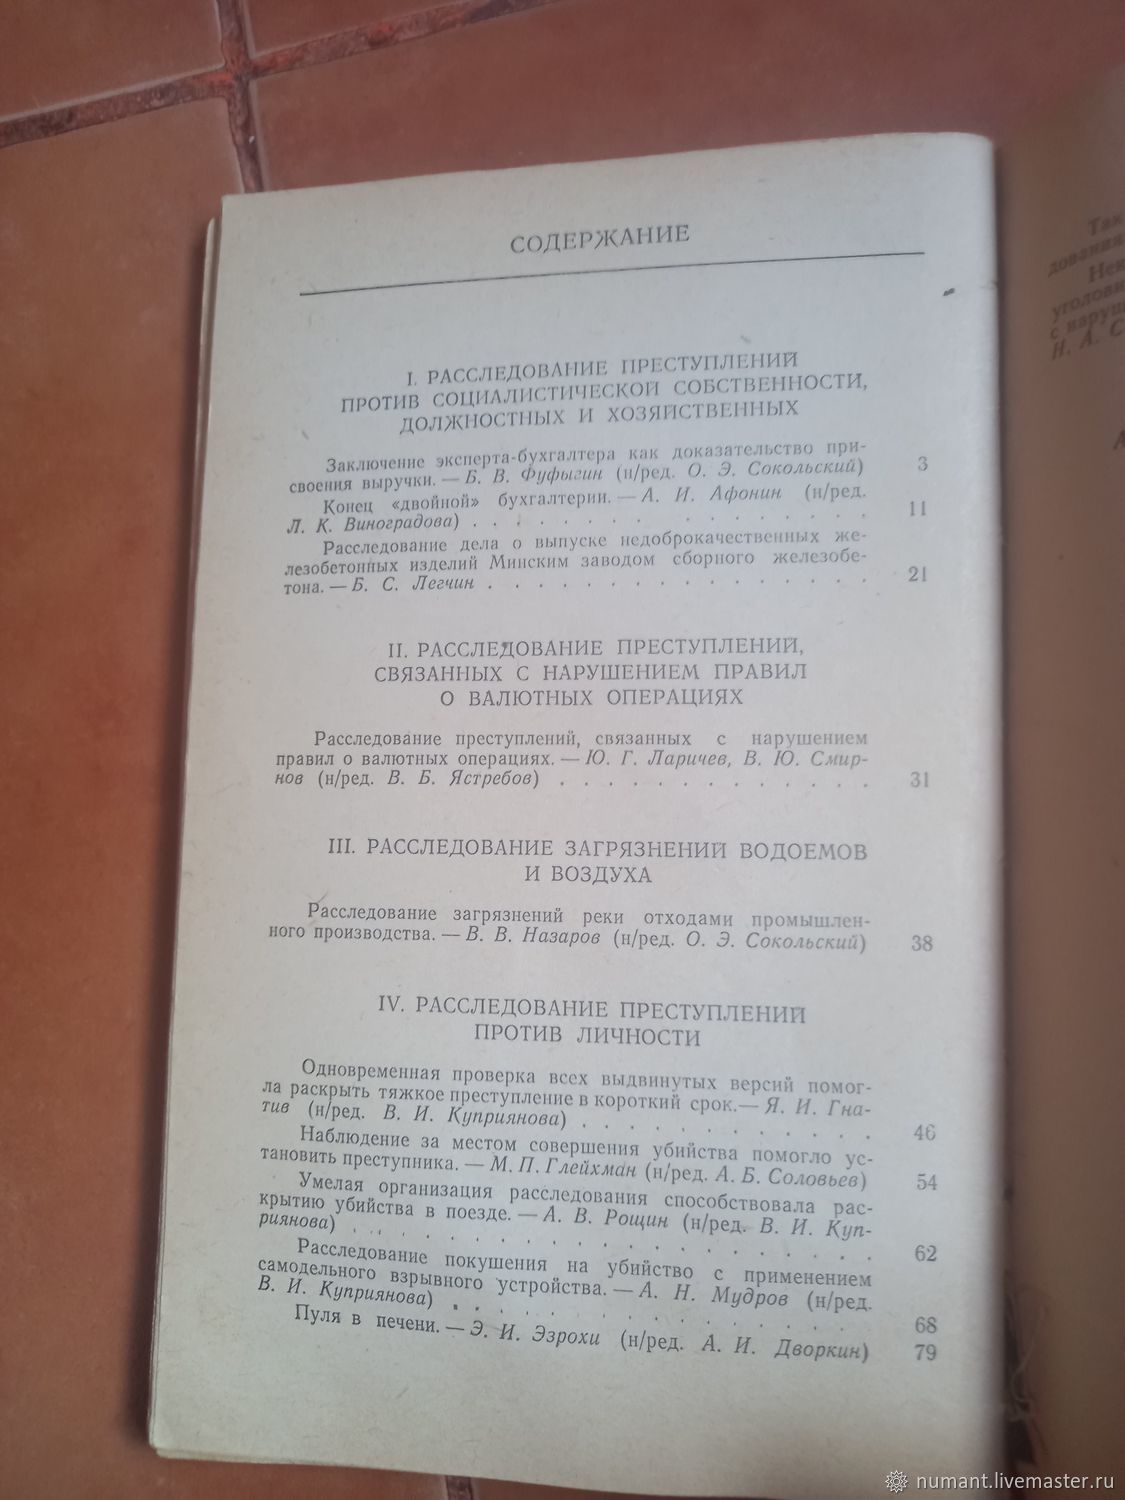 СОДЕРЖАНИЕ
I. РАССЛЕДОВАНИЕ ПРЕСТУПЛЕНИЙ
ПРОТИВ СОЦИАЛИСТИЧЕСКОЙ СОБСТВЕННОСТИ,
ДОЛЖНОСТНЫХ И ХОЗЯЙСТВЕННЫХ
Заключение эксперта-бухгалтера как доказательство при-
своения выручки. — Б. В. Фуфыгин (н/ред. О. Э. Сокольский) 3
Конец «двойной» бухгалтерии. — А. И. Афонин (н/ред.
Л. К. Виноградова) . . . . . . . . . . . . . . 11
Расследование дела о выпуске недоброкачественных же-
лезобетонных изделий Минским заводом сборного железобе-
тона. — Б. С. Легчин . . . . . . . . . . . . . . . . 21
II. РАССЛЕДОВАНИЕ ПРЕСТУПЛЕНИЙ,
СВЯЗАННЫХ С НАРУШЕНИЕМ ПРАВИЛ
О ВАЛЮТНЫХ ОПЕРАЦИЯХ
Расследование преступлений, связанных с нарушением
правил о валютных операциях. — Ю. Г. Ларичев, В. Ю. Смир-
нов (н/ред. В. Б. Ястребов) . . . . . . . . . . . . . 31
III. РАССЛЕДОВАНИЕ ЗАГРЯЗНЕНИЙ ВОДОЕМОВ
И ВОЗДУХА
Расследование загрязнений реки отходами промышлен-
ного производства. — В. В. Назаров (н/ред. О. Э. Сокольский) 38
IV. РАССЛЕДОВАНИЕ ПРЕСТУПЛЕНИЙ
ПРОТИВ ЛИЧНОСТИ
Одновременная проверка всех выдвинутых версий помог-
ла раскрыть тяжкое преступление в короткий срок. — Я. И. Гна-
тив (н/ред. В. И. Куприянова) . . . . . . . . . . . . . 46
Наблюдение за местом совершения убийства помогло ус-
тановить преступника. — М. П. Глейхман (н/ред. А. Б. Соловьев) 54
Умелая организация расследования способствовала рас-
крытию убийства в поезде. — А. В. Рощин (н/ред. В. И. Куп-
риянова) . . . . . . . . . . . . . . . . . . . . 62
Расследование покушения на убийство с применением
самодельного взрывного устройства. — А. Н. Мудров (н/ред.
В. И. Куприянова) . . . . . . . . . . . . . . . . 68
Пуля в печени. — Э. И. Эзрохи (н/ред. А. И. Дворкин) 79
Так
дования
уголовн
с наруш
Н. А. С
numant.livemaster.ru